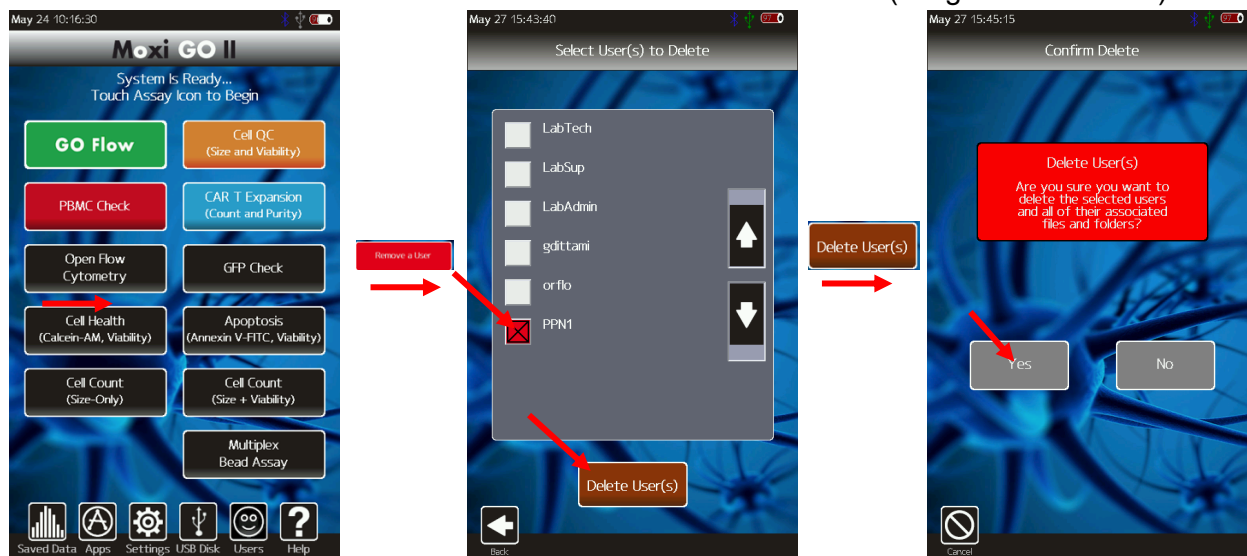 May 24 10:16:30
Moxi GO II
System Is Ready...
Touch Assay Icon to Begin
GO Flow
Cell QC
(Size and Viability)
PBMC Check
CAR T Expansion
(Count and Purity)
Open Flow
Cytometry
GFP Check
Cell Health
(Calcein-AM, Viability)
Apoptosis
(Annexin V-FITC, Viability)
Cell Count
(Size-Only)
Cell Count
(Size + Viability)
Multiplex
Bead Assay
Saved Data
Apps
Settings
USB Disk
Users
Help
Remove a User
May 27 15:43:40
97
Select User(s) to Delete
LabTech
LabSup
LabAdmin
gdittami
orflo
PPN1
Delete User(s)
Back
Delete User(s)
May 27 15:45:15
97
Confirm Delete
Delete User(s)
Are you sure you want to
delete the selected users
and all of their associated
files and folders?
Yes
No
Cancel